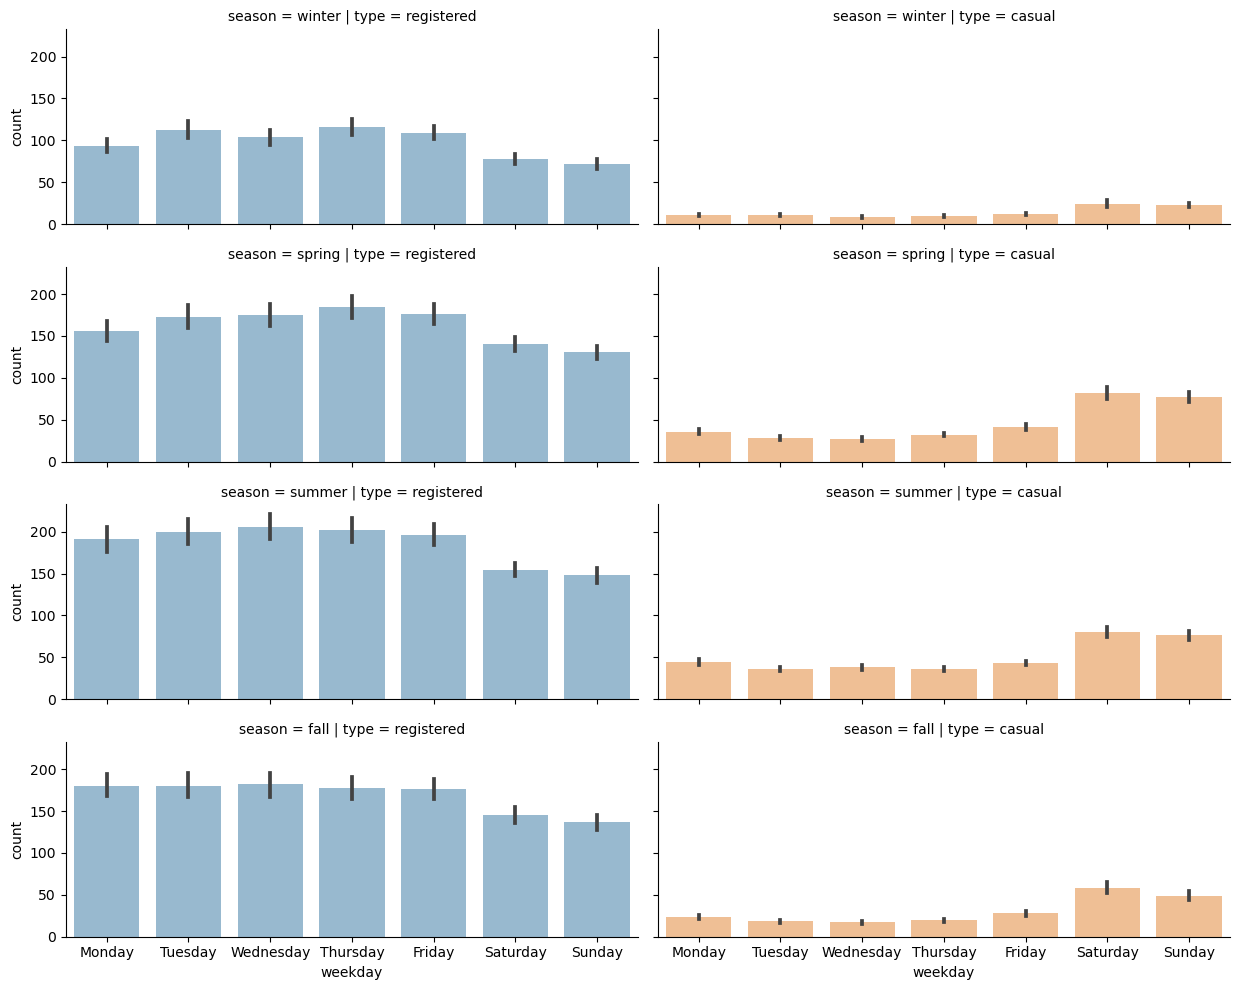 season = winter | type = registered
season = winter | type = casual
200
150
100
50
0
count
season = spring | type = registered
season = spring | type = casual
200
150
100
50
0
count
season = summer | type = registered
season = summer | type = casual
200
150
100
50
0
count
season = fall | type = registered
season = fall | type = casual
200
150
100
50
0
count
Monday Tuesday Wednesday Thursday Friday Saturday Sunday
weekday
Monday Tuesday Wednesday Thursday Friday Saturday Sunday
weekday